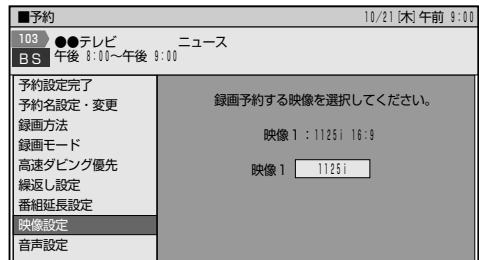 ■予約 10/21[木]午前 9:00
103 ●●テレビ ニュース
BS 午後 8:00～午後 9:00
予約設定完了
予約名設定・変更
録画方法
録画モード
高速ダビング優先
繰返し設定
番組延長設定
映像設定
音声設定
録画予約する映像を選択してください。
映像1：1125i 16:9
映像1 1125i